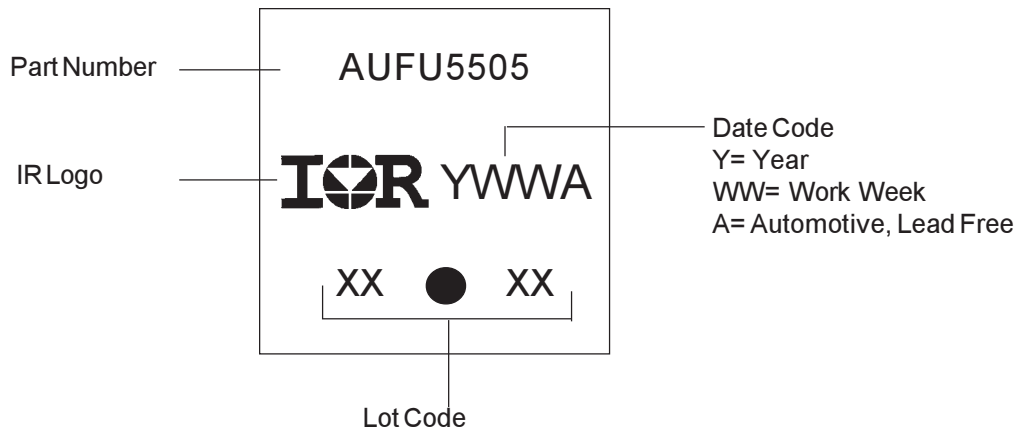 Part Number
AUFU5505
IR Logo
IOR YWWA
Date Code
Y= Year
WW= Work Week
A= Automotive, Lead Free
XX XX
Lot Code